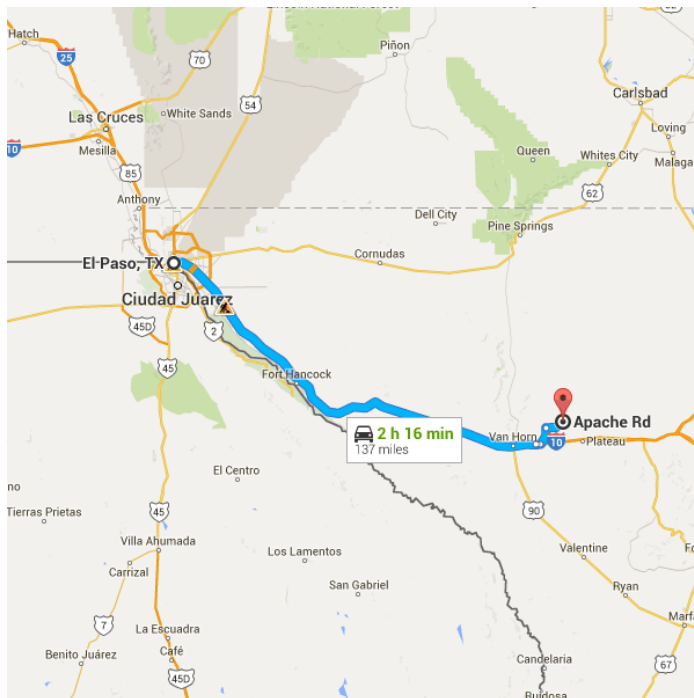 Hatch
25
70
Piñon
54
White Sands
Las Cruces
10
Mesilla
85
Anthony
Carlsbad
Loving
Malaga
Queen
Whites City
62
Dell City
Pine Springs
Cornudas
El Paso, TX
Ciudad Juarez
45D
2
45
Fort Hancock
2 h 16 min
137 miles
Apache Rd
Van Horn
10
Plateau
El Centro
90
no
Tierras Prietas
45
Villa Ahumada
Carrizal
Los Lamentos
San Gabriel
Valentine
Ryan
Marfa
7
La Escuadra
Café
Benito Juárez
45D
Candelaria
67
Ruidosa